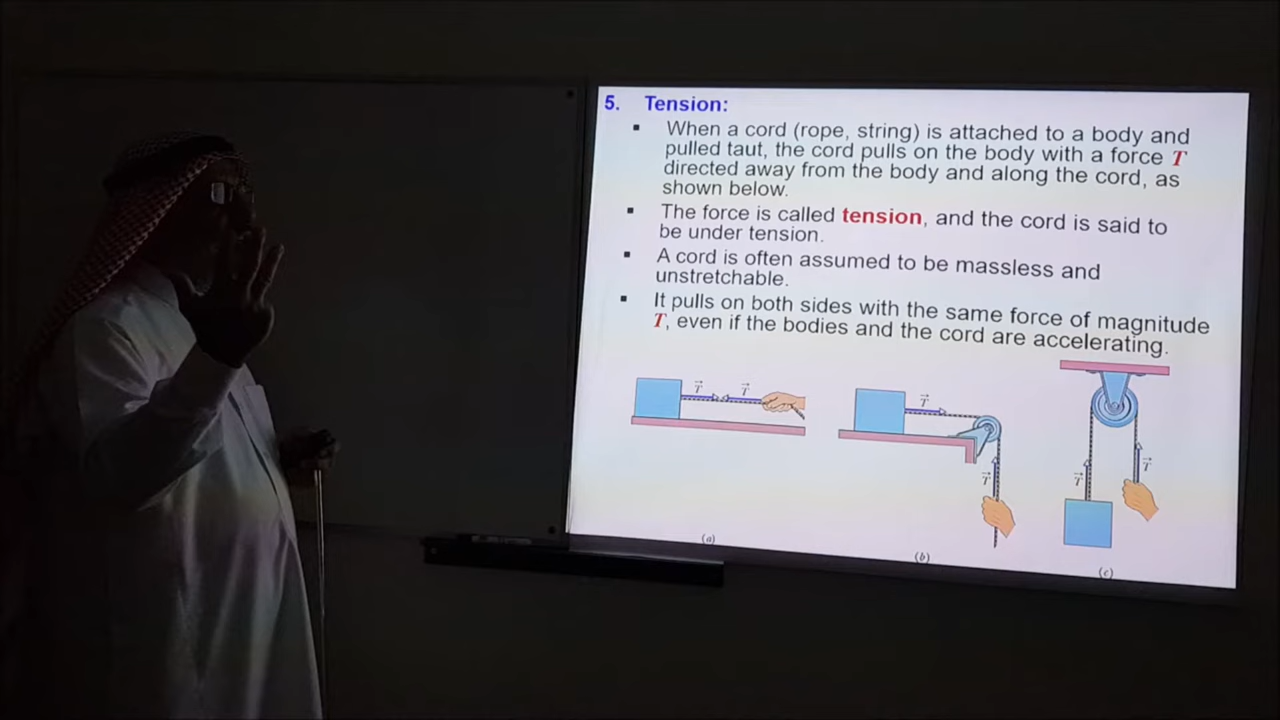 5. Tension:
▪ When a cord (rope, string) is attached to a body and
pulled taut, the cord pulls on the body with a force T
directed away from the body and along the cord, as
shown below.
▪ The force is called tension, and the cord is said to
be under tension.
▪ A cord is often assumed to be massless and
unstretchable.
▪ It pulls on both sides with the same force of magnitude
T, even if the bodies and the cord are accelerating.
T T
T
T
T
T
(a)
(b)
(c)